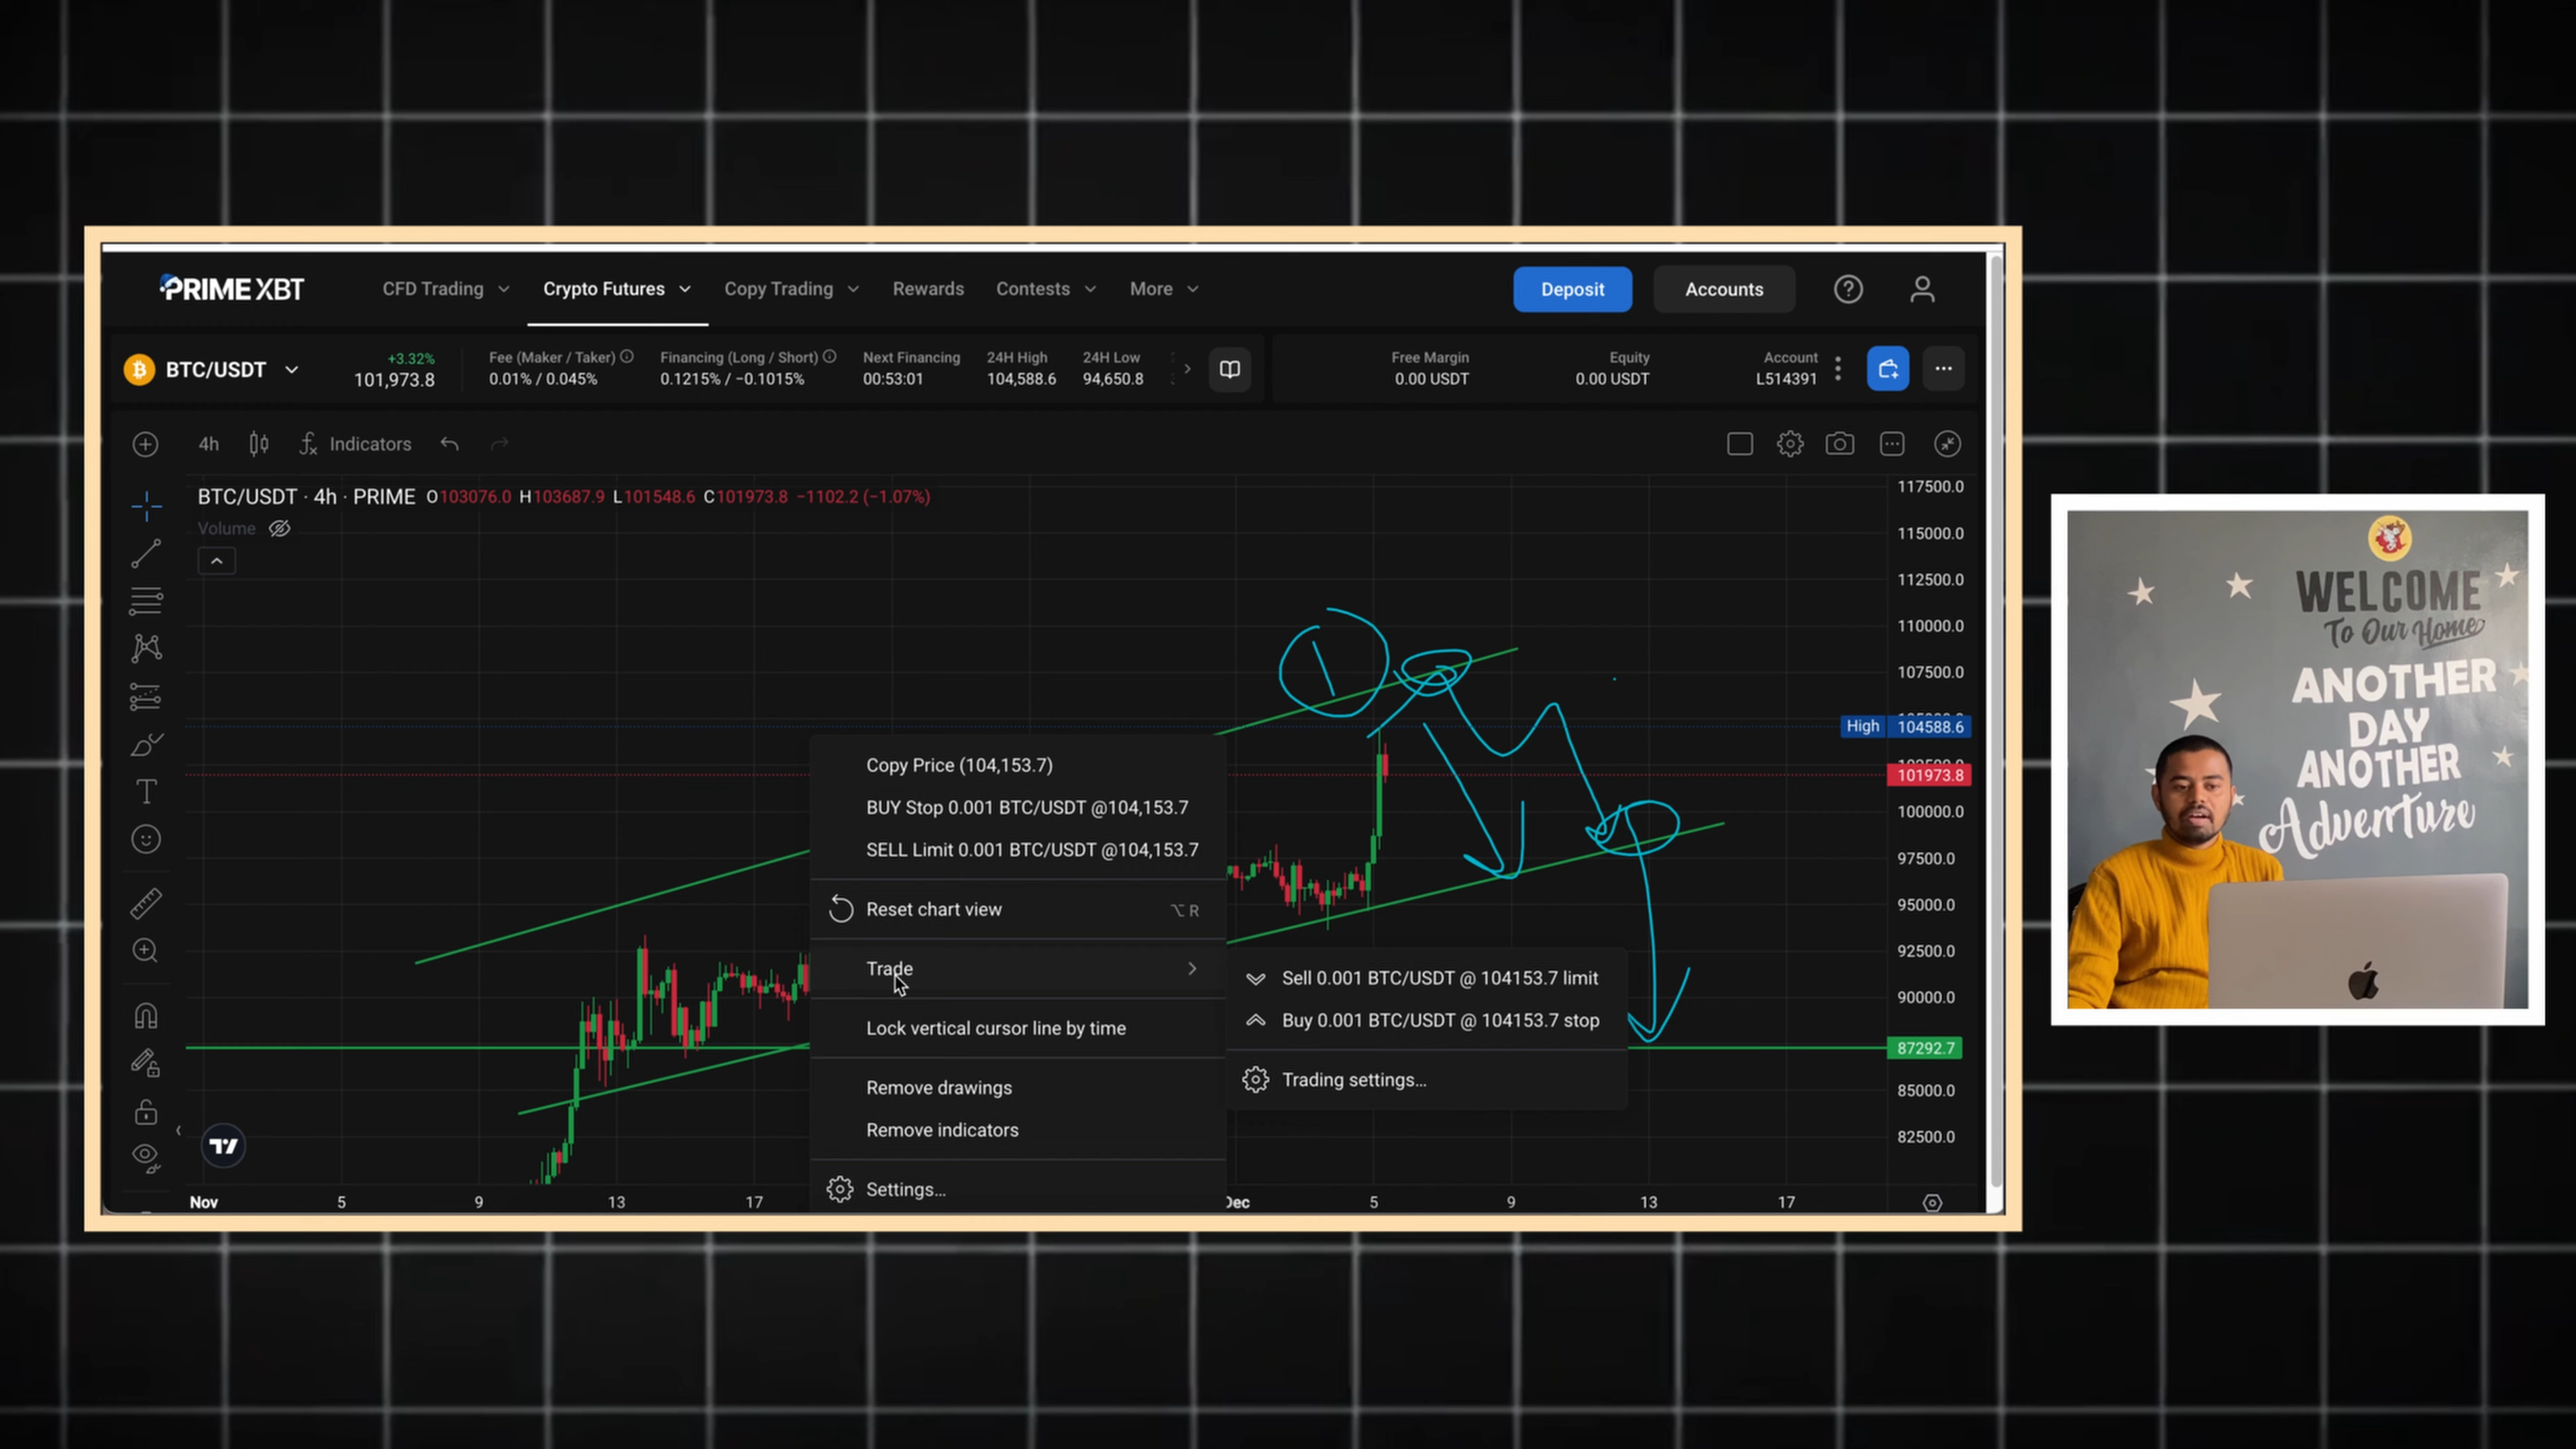 PRIME XBT
CFD Trading
Crypto Futures
Copy Trading
Rewards
Contests
More
Deposit
Accounts
BTC/USDT
+3.32%
101,973.8
Fee (Maker / Taker)
0.01% / 0.045%
Financing (Long / Short)
0.1215% / −0.1015%
Next Financing
00:53:01
24H High
104,588.6
24H Low
94,650.8
Free Margin
0.00 USDT
Equity
0.00 USDT
Account
L514391
4h
Indicators
BTC/USDT · 4h · PRIME O103076.0 H103687.9 L101548.6 C101973.8 −1102.2 (−1.07%)
Volume
117500.0
115000.0
112500.0
110000.0
107500.0
High 104588.6
101973.8
100000.0
97500.0
95000.0
92500.0
90000.0
87292.7
85000.0
82500.0
Copy Price (104,153.7)
BUY Stop 0.001 BTC/USDT @104,153.7
SELL Limit 0.001 BTC/USDT @104,153.7
Reset chart view ⌥ R
Trade
Lock vertical cursor line by time
Remove drawings
Remove indicators
Settings...
Sell 0.001 BTC/USDT @ 104153.7 limit
Buy 0.001 BTC/USDT @ 104153.7 stop
Trading settings...
Nov 5 9 13 17 Dec 5 9 13 17
WELCOME
To Our Home
ANOTHER
DAY
ANOTHER
Adventure